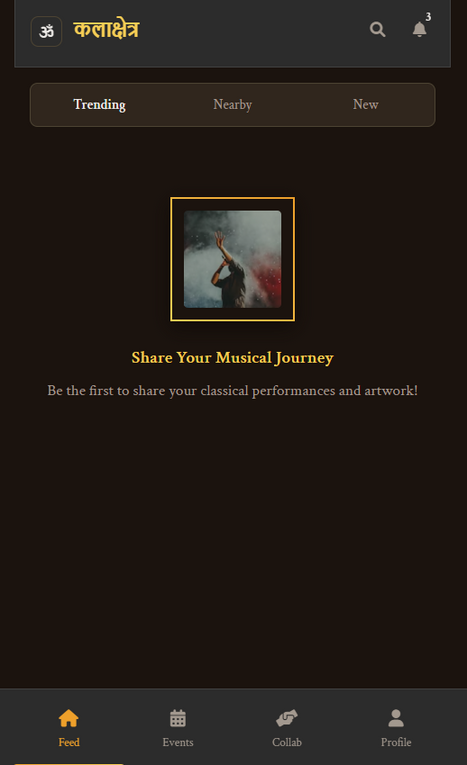 ॐ कलाक्षेत्र
3
Trending Nearby New
Share Your Musical Journey
Be the first to share your classical performances and artwork!
Feed Events Collab Profile